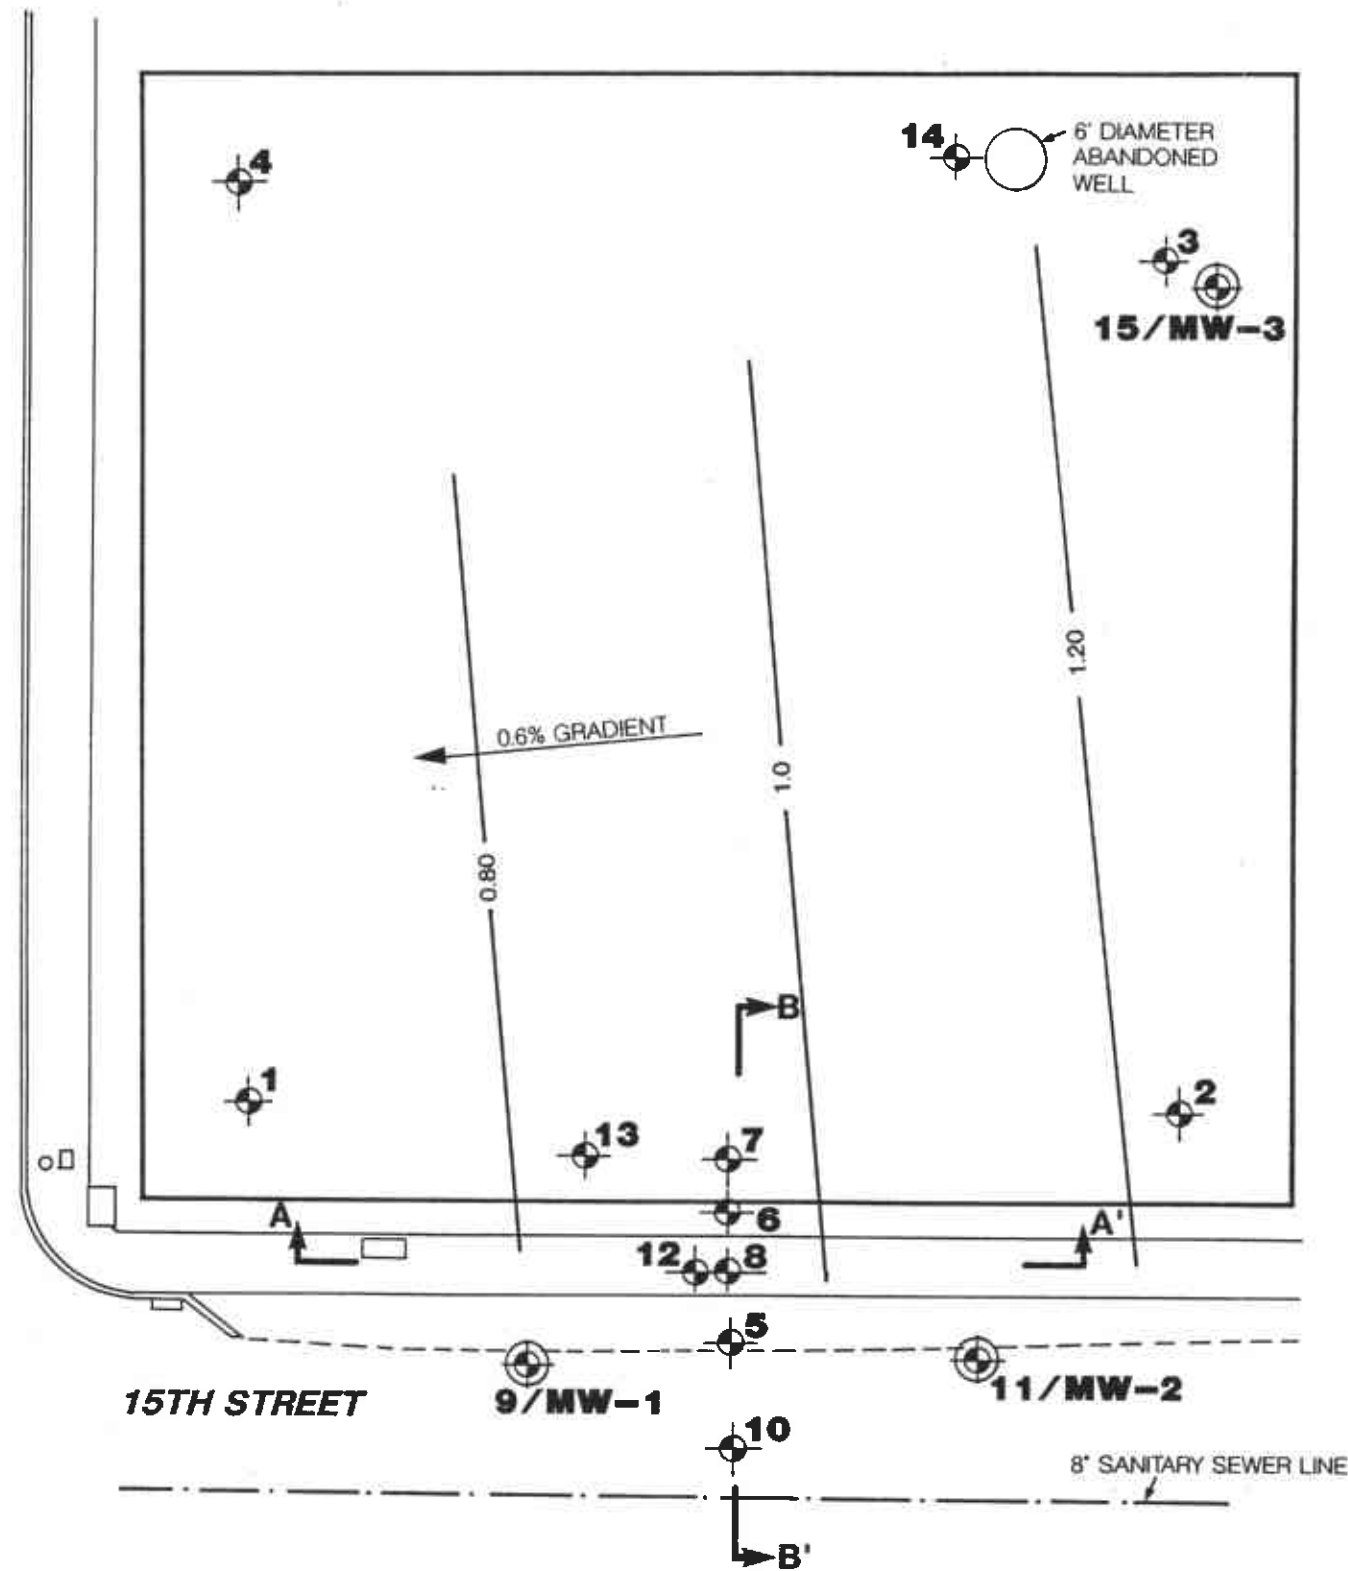 14
6' DIAMETER
ABANDONED
WELL
4
3
15/MW-3
1.20
0.6% GRADIENT
1.0
0.80
B
1
2
13
7
A
6
A'
12
8
5
9/MW-1
11/MW-2
15TH STREET
10
8" SANITARY SEWER LINE
B'